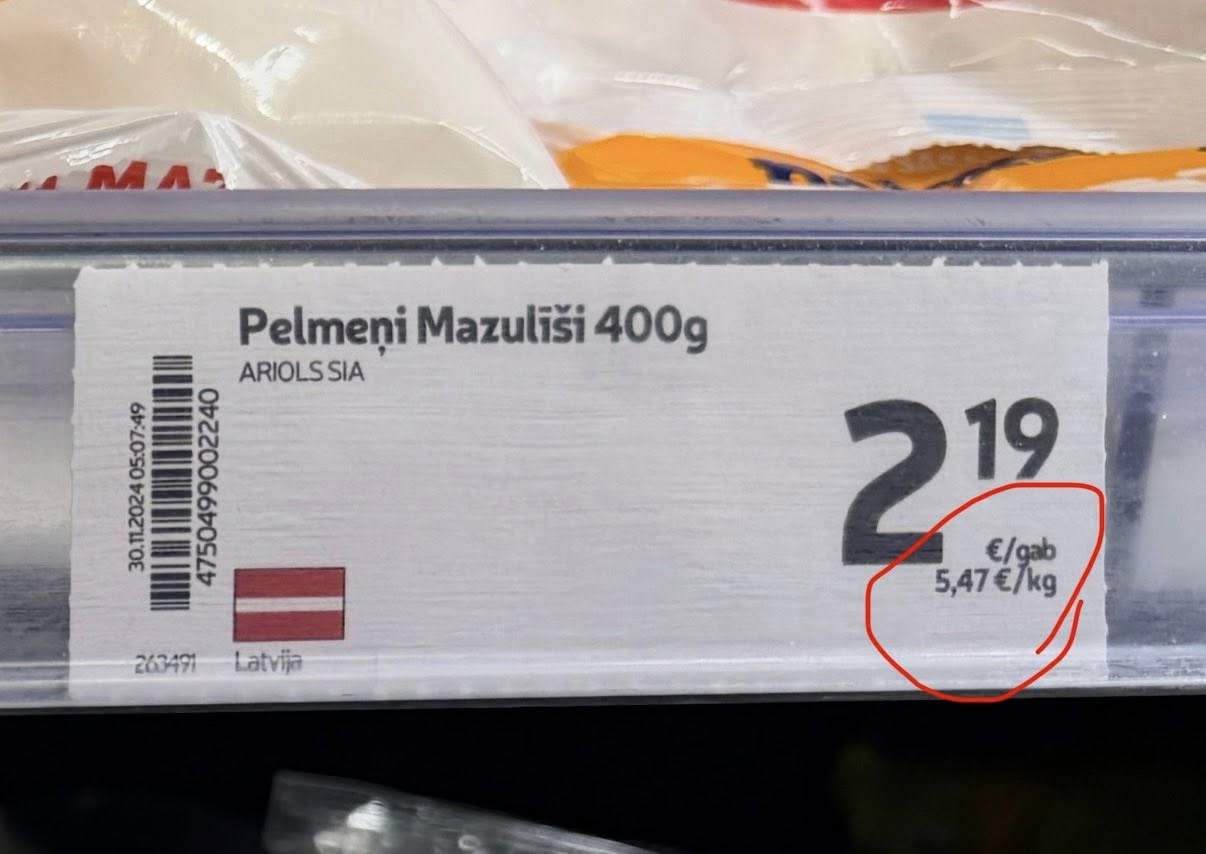 Pelmeņi Mazulīši 400g
ARIOLS SIA
30.11.2024 05:07:49
4750499002240
2 19
€/gab
5,47 €/kg
263491
Latvija